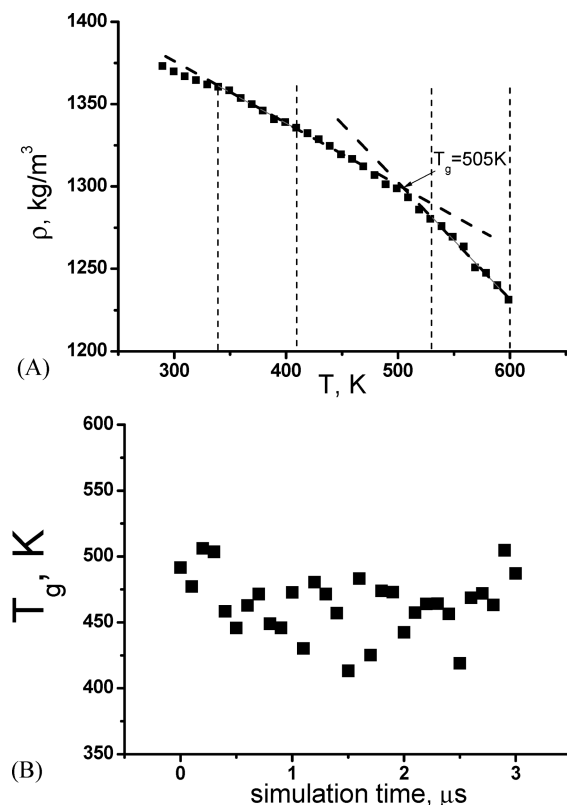 1400
1350
1300
1250
1200
ρ, kg/m³
T_g=505K
300 400 500 600
T, K
(A)
600
550
500
450
400
350
T_g, K
0 1 2 3
simulation time, μs
(B)